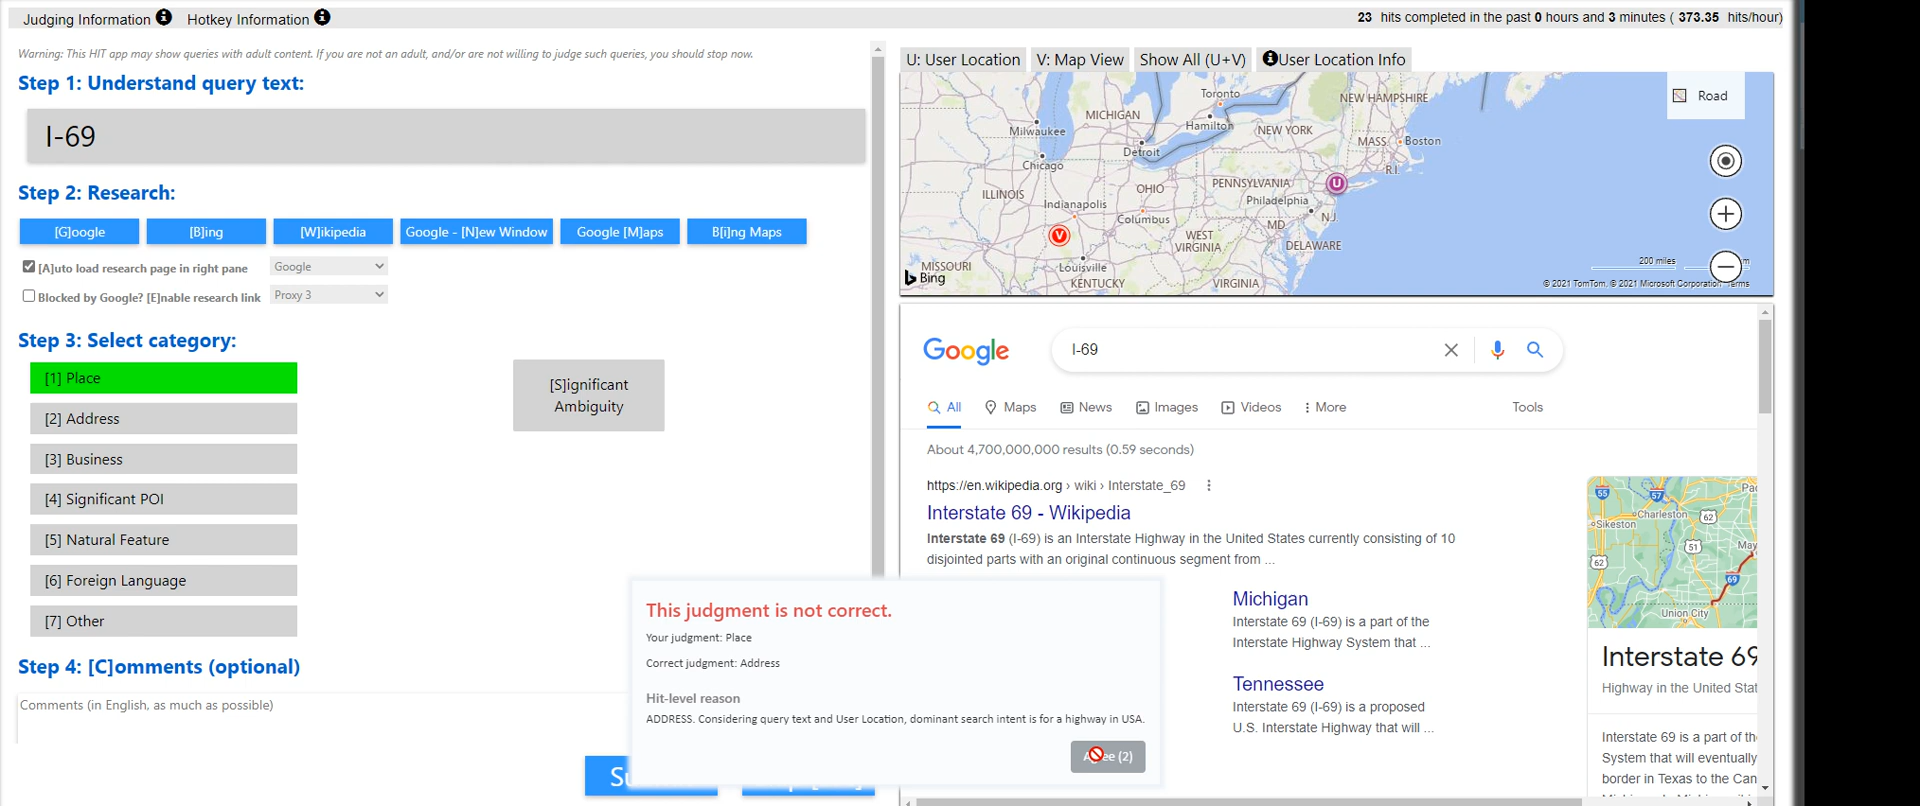 Judging Information
Hotkey Information
23 hits completed in the past 0 hours and 3 minutes ( 373.35 hits/hour)
Warning: This HIT app may show queries with adult content. If you are not an adult, and/or are not willing to judge such queries, you should stop now.
Step 1: Understand query text:
I-69
Step 2: Research:
[G]oogle
[B]ing
[W]ikipedia
Google - [N]ew Window
Google [M]aps
B[i]ng Maps
[A]uto load research page in right pane
Google
Blocked by Google? [E]nable research link
Proxy 3
Step 3: Select category:
[1] Place
[2] Address
[3] Business
[4] Significant POI
[5] Natural Feature
[6] Foreign Language
[7] Other
[S]ignificant
Ambiguity
Step 4: [C]omments (optional)
Comments (in English, as much as possible)
This judgment is not correct.
Your judgment: Place
Correct judgment: Address
Hit-level reason
ADDRESS. Considering query text and User Location, dominant search intent is for a highway in USA.
U: User Location
V: Map View
Show All (U+V)
User Location Info
Toronto
NEW HAMPSHIRE
Road
MICHIGAN
Milwaukee
Hamilton
NEW YORK
MASS
Boston
Detroit
Chicago
R.I.
U
PENNSYLVANIA
OHIO
ILLINOIS
Indianapolis
Philadelphia
Columbus
N.J.
V
MD
WEST
VIRGINIA
DELAWARE
MISSOURI
Louisville
200 miles
Bing
KENTUCKY
VIRGINIA
© 2021 TomTom, © 2021 Microsoft Corporation Terms
Google
I-69
All
Maps
News
Images
Videos
More
Tools
About 4,700,000,000 results (0.59 seconds)
https://en.wikipedia.org › wiki › Interstate_69
Interstate 69 - Wikipedia
Interstate 69 (I-69) is an Interstate Highway in the United States currently consisting of 10
disjointed parts with an original continuous segment from ...
Michigan
Interstate 69 (I-69) is a part of the
Interstate Highway System that ...
Tennessee
Interstate 69 (I-69) is a proposed
U.S. Interstate Highway that will ...
55
57
Pa
Charleston
Sikeston
62
51
May
62
69
Union City
Interstate 69
Highway in the United Stat
Interstate 69 is a part of the
System that will eventually
border in Texas to the Can